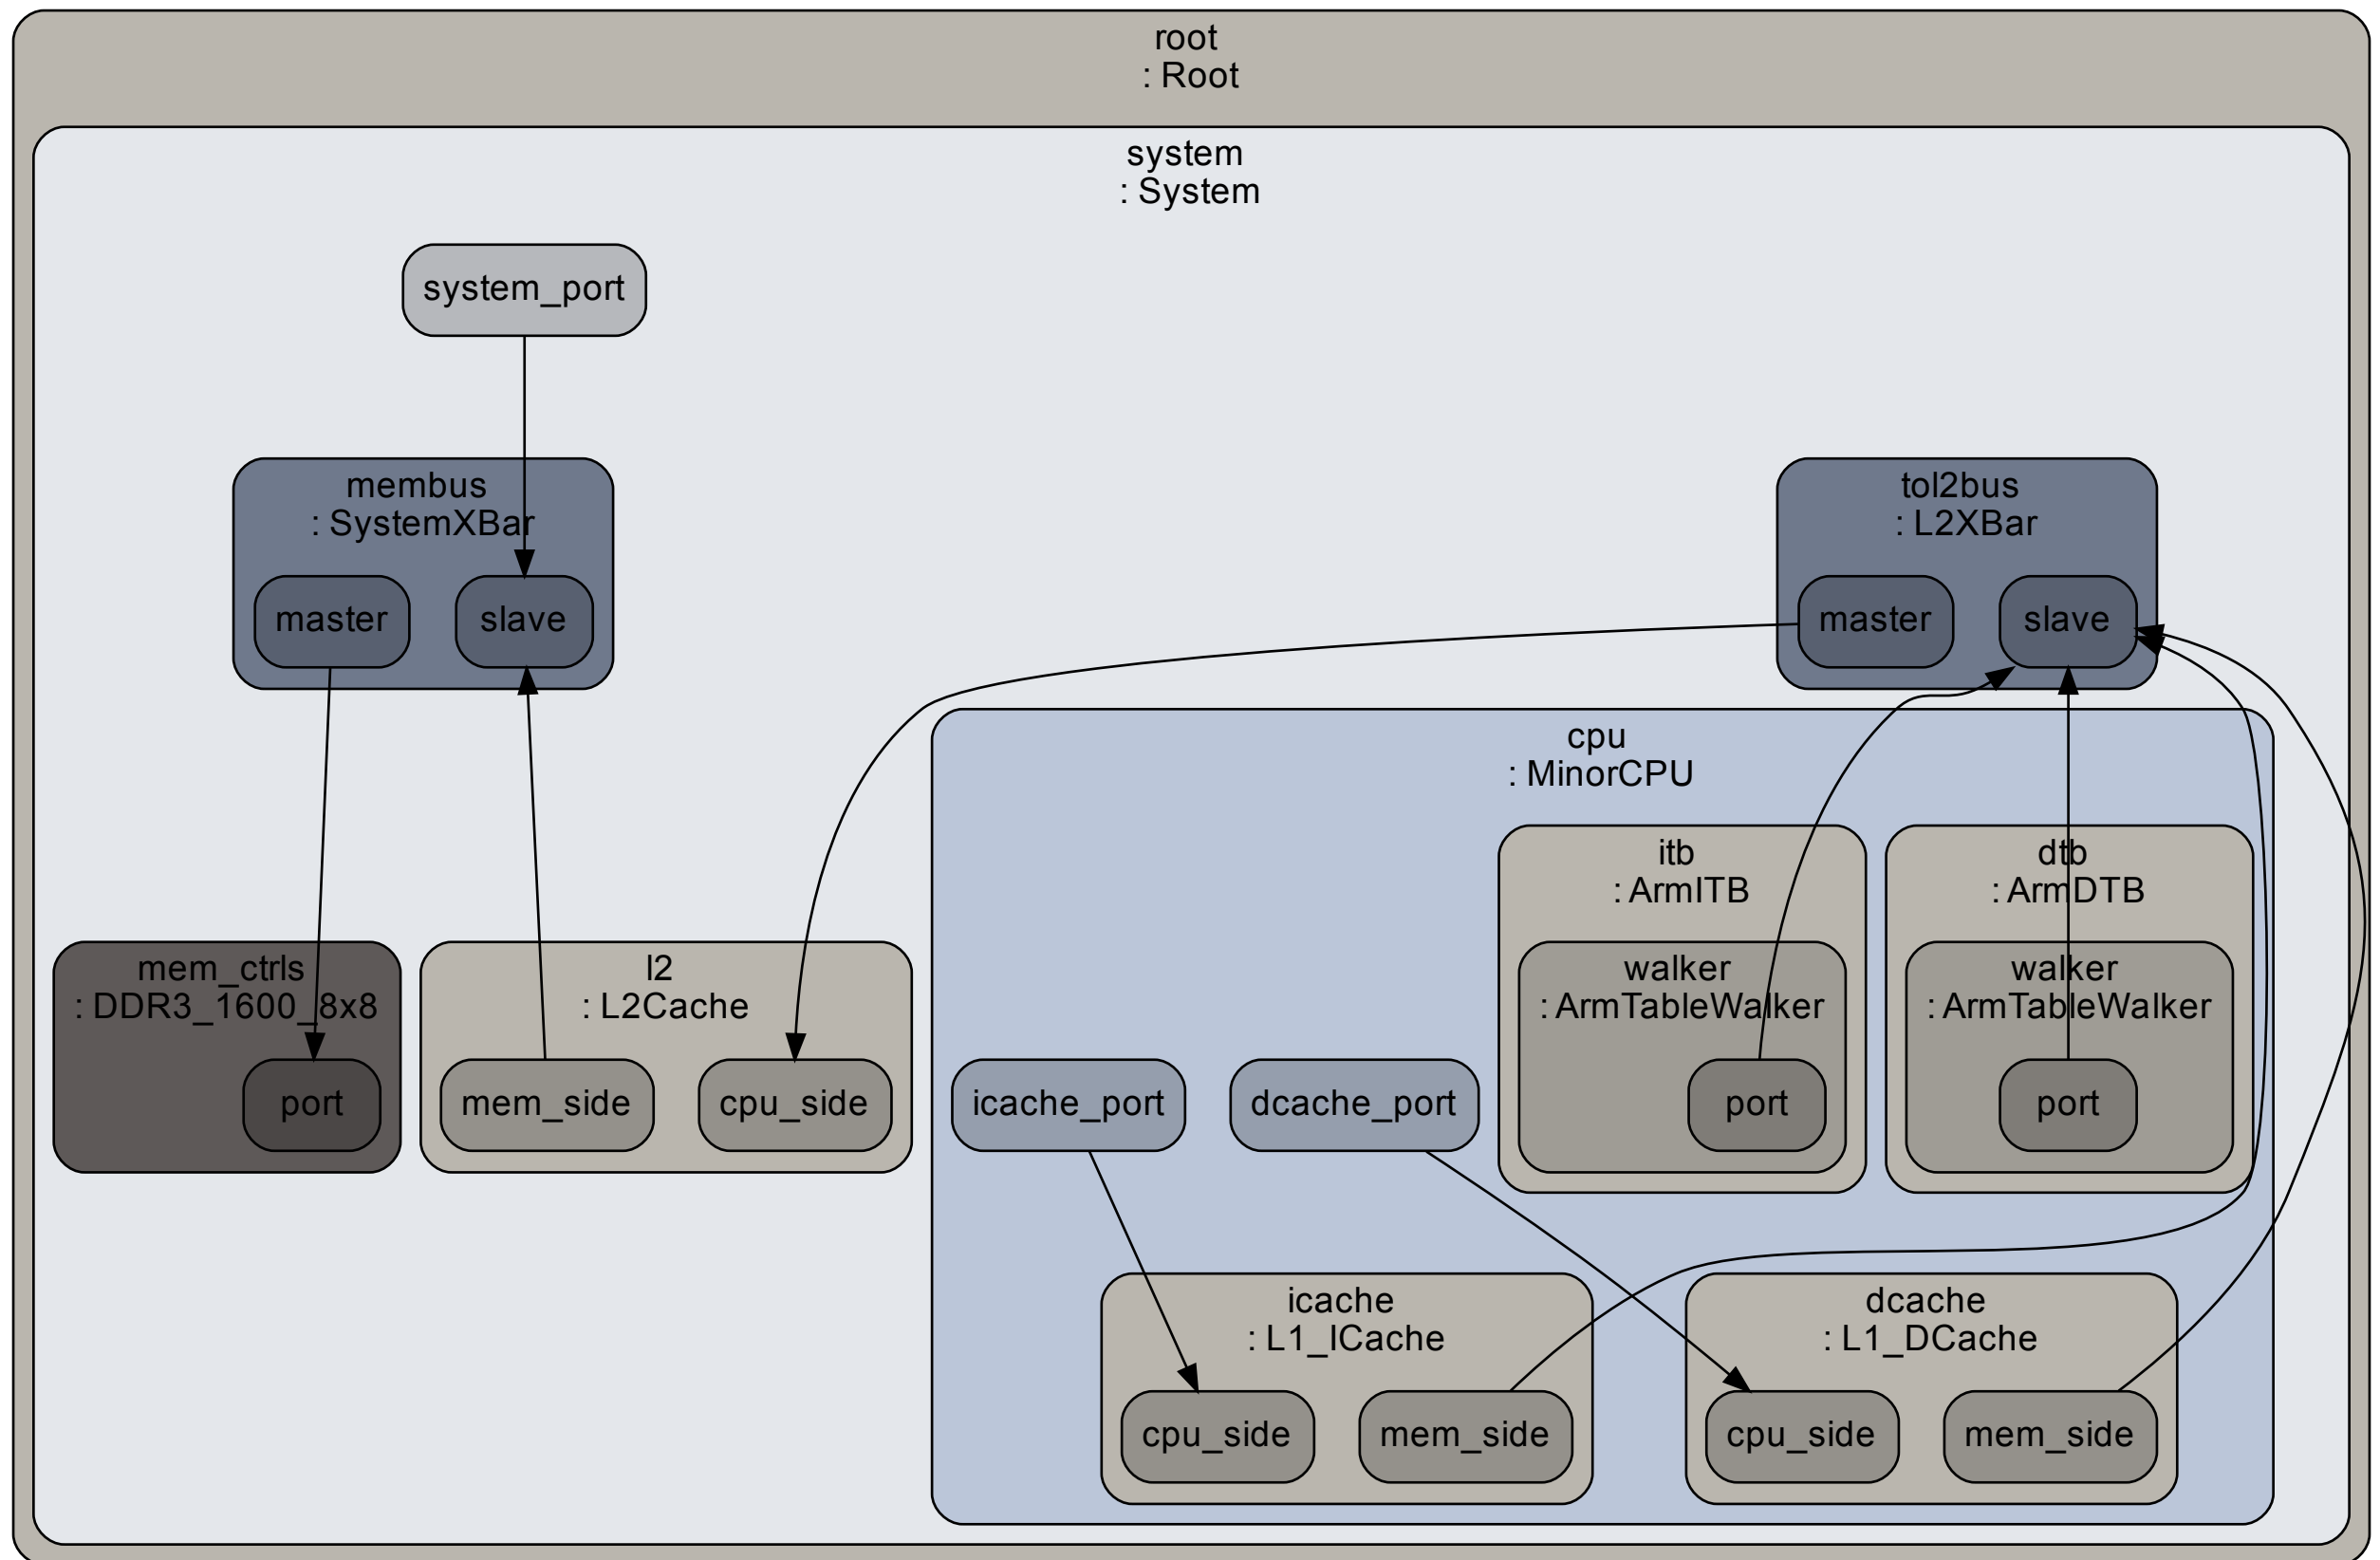 root
: Root
system
: System
system_port
membus
: SystemXBar
master
slave
tol2bus
: L2XBar
master
slave
cpu
: MinorCPU
itb
: ArmITB
walker
: ArmTableWalker
port
dtb
: ArmDTB
walker
: ArmTableWalker
port
mem_ctrls
: DDR3_1600_8x8
port
l2
: L2Cache
mem_side
cpu_side
icache_port
dcache_port
icache
: L1_ICache
cpu_side
mem_side
dcache
: L1_DCache
cpu_side
mem_side